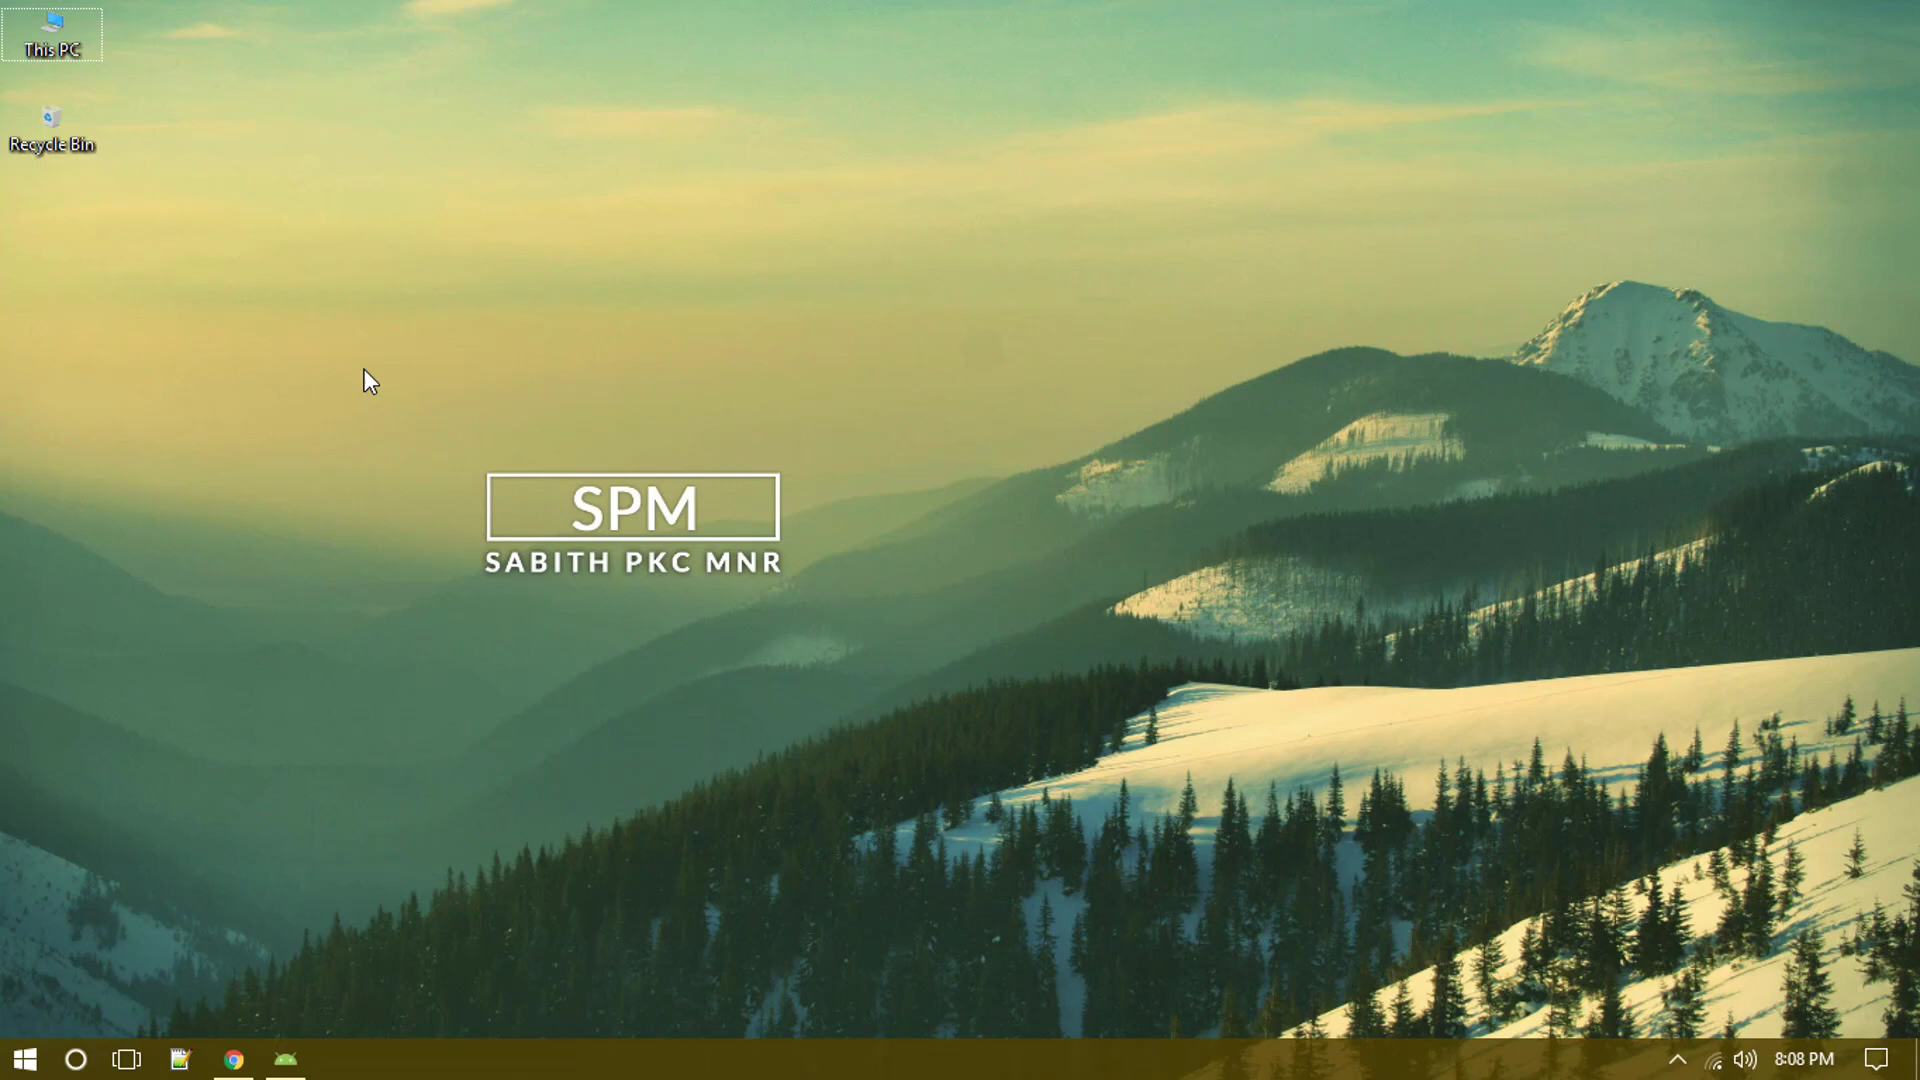 This PC
Recycle Bin
SPM
SABITH PKC MNR
8:08 PM